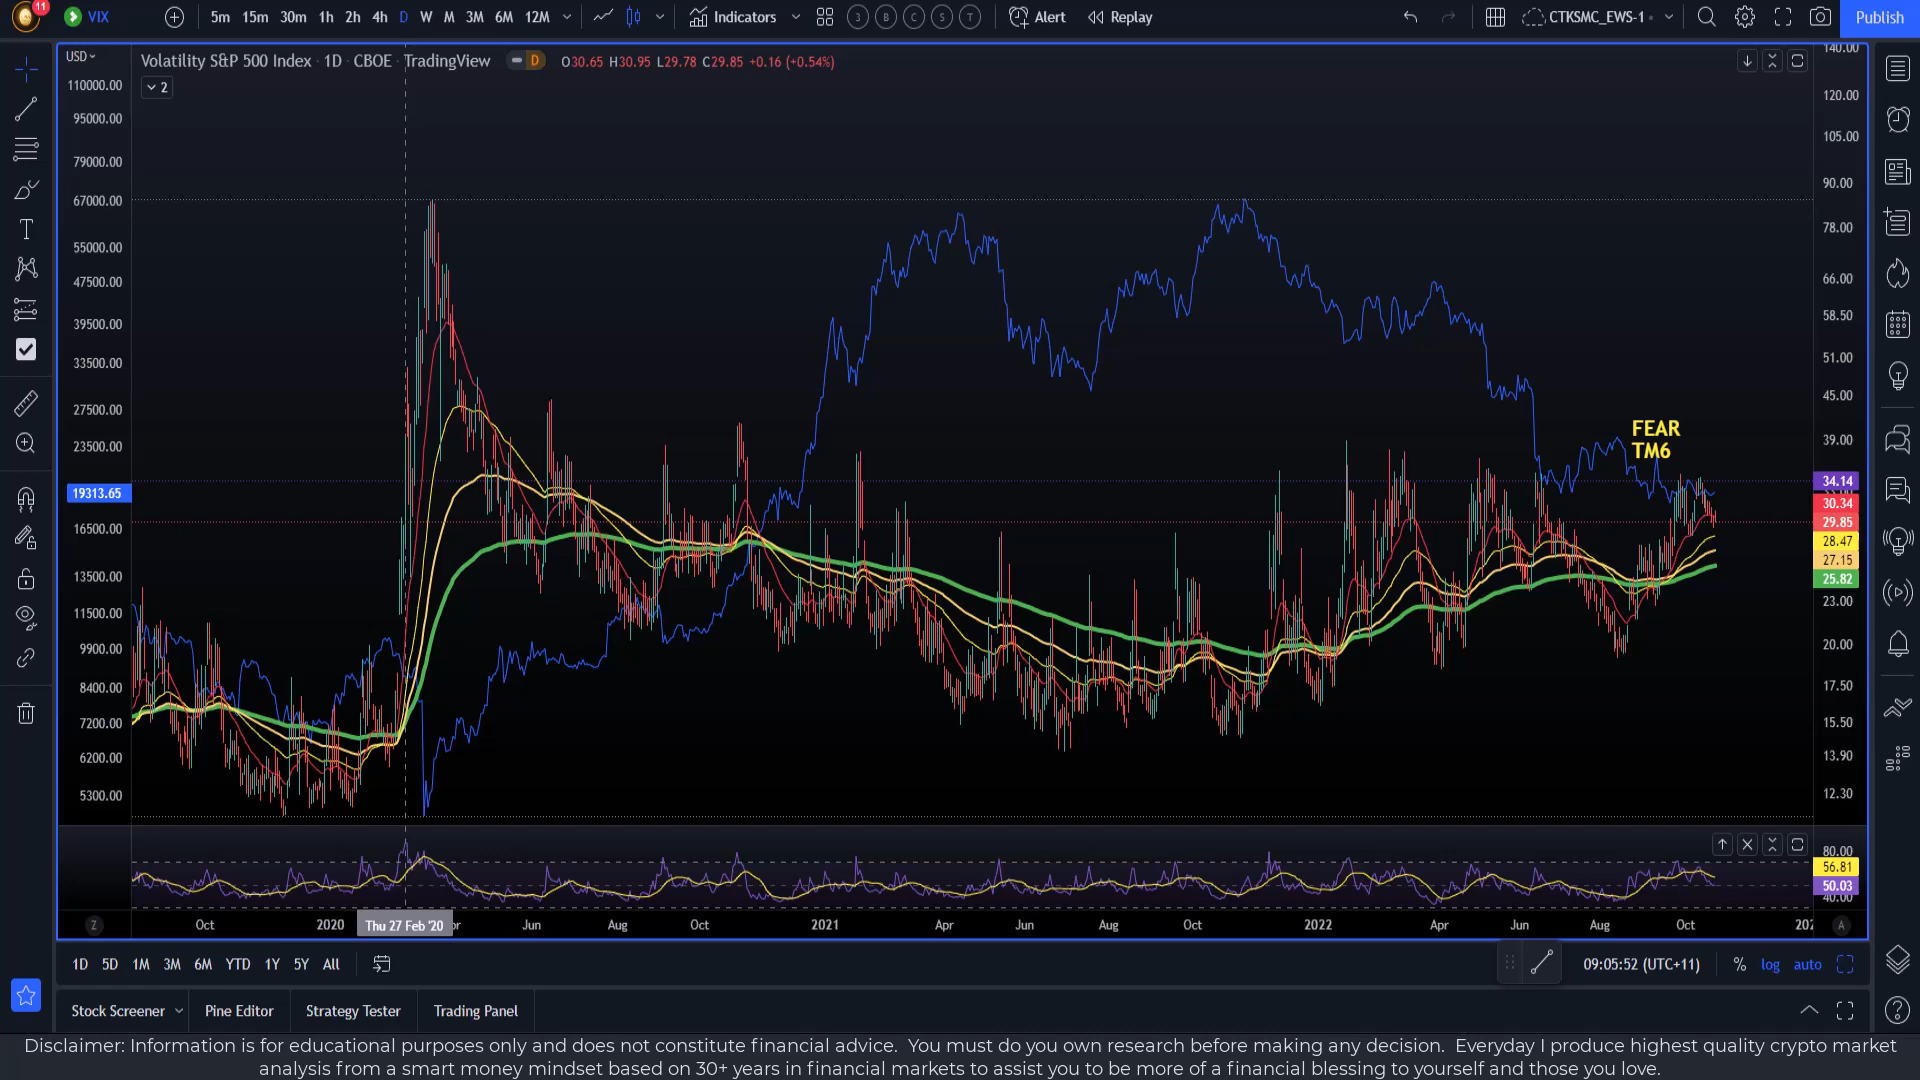 11
VIX
5m 15m 30m 1h 2h 4h D W M 3M 6M 12M
Indicators
3 B C S T
Alert
Replay
CTKSMC_EWS-1
Publish
USD
Volatility S&P 500 Index · 1D · CBOE · TradingView
D
O30.65 H30.95 L29.78 C29.85 +0.16 (+0.54%)
2
110000.00
95000.00
79000.00
67000.00
55000.00
47500.00
39500.00
33500.00
27500.00
23500.00
19313.65
16500.00
13500.00
11500.00
9900.00
8400.00
7200.00
6200.00
5300.00
FEAR
TM6
140.00
120.00
105.00
90.00
78.00
66.00
58.50
51.00
45.00
39.00
34.14
30.34
29.85
28.47
27.15
25.82
23.00
20.00
17.50
15.50
13.90
12.30
80.00
56.81
50.03
40.00
Z
Oct 2020 Thu 27 Feb '20 Jun Aug Oct 2021 Apr Jun Aug Oct 2022 Apr Jun Aug Oct
A
1D 5D 1M 3M 6M YTD 1Y 5Y All
09:05:52 (UTC+11)
% log auto
Stock Screener
Pine Editor
Strategy Tester
Trading Panel
Disclaimer: Information is for educational purposes only and does not constitute financial advice. You must do you own research before making any decision. Everyday I produce highest quality crypto market
analysis from a smart money mindset based on 30+ years in financial markets to assist you to be more of a financial blessing to yourself and those you love.